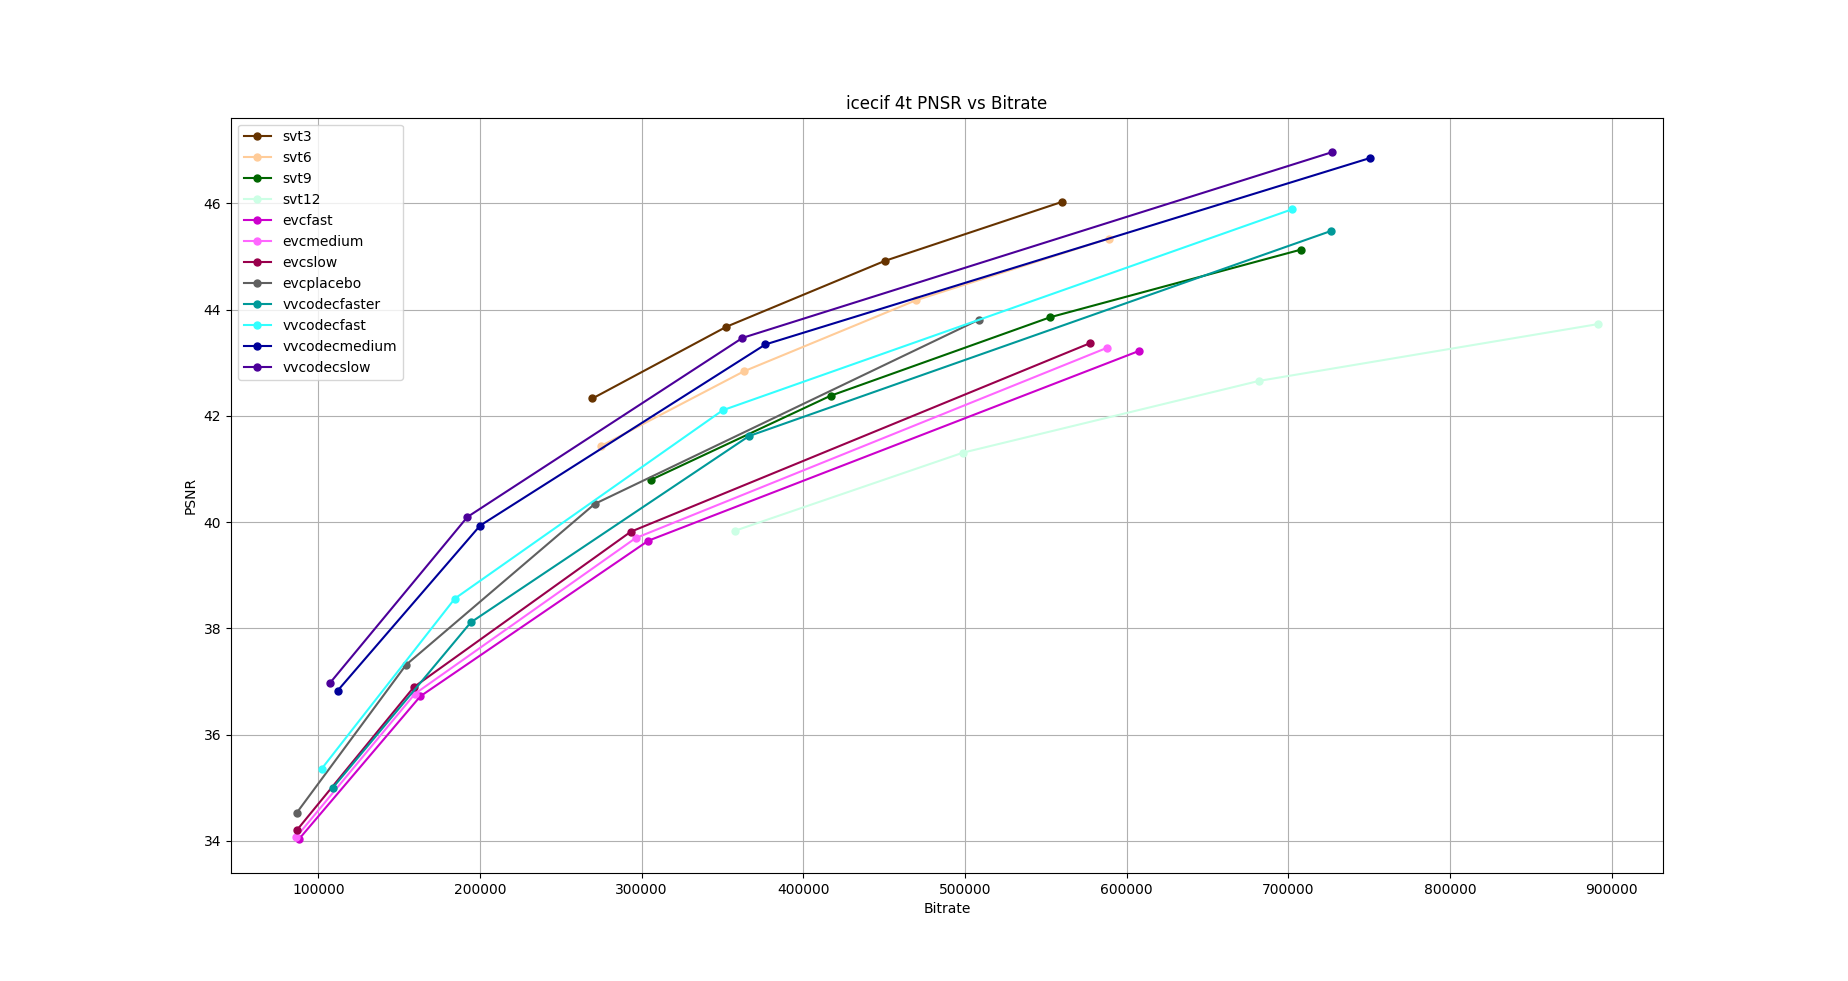 icecif 4t PNSR vs Bitrate
svt3
svt6
svt9
svt12
evcfast
evcmedium
evcslow
evcplacebo
vvcodecfaster
vvcodecfast
vvcodecmedium
vvcodecslow
PSNR
46
44
42
40
38
36
34
100000 200000 300000 400000 500000 600000 700000 800000 900000
Bitrate